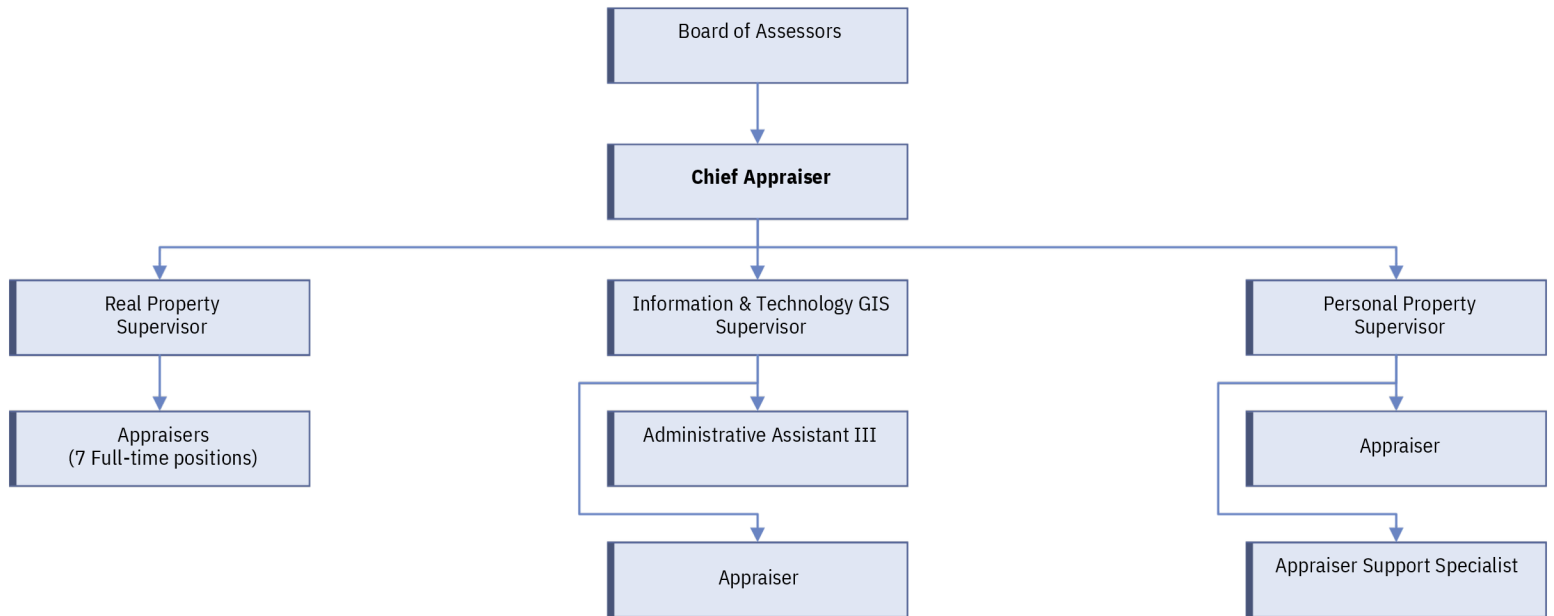 Board of Assessors
Chief Appraiser
Real Property
Supervisor
Information & Technology GIS
Supervisor
Personal Property
Supervisor
Appraisers
(7 Full-time positions)
Administrative Assistant III
Appraiser
Appraiser
Appraiser Support Specialist